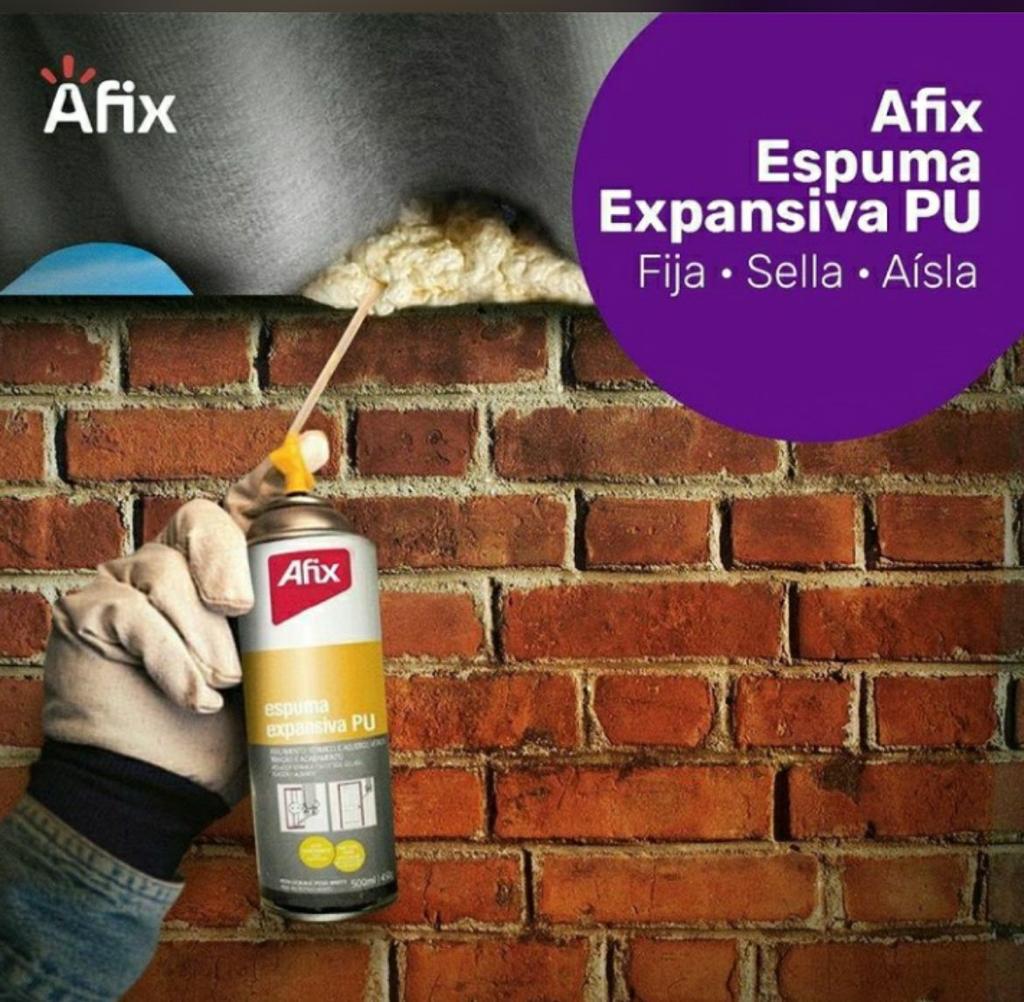 Afix
Afix
Espuma
Expansiva PU
Fija • Sella • Aísla
Afix
espuma
expansiva PU
500ml